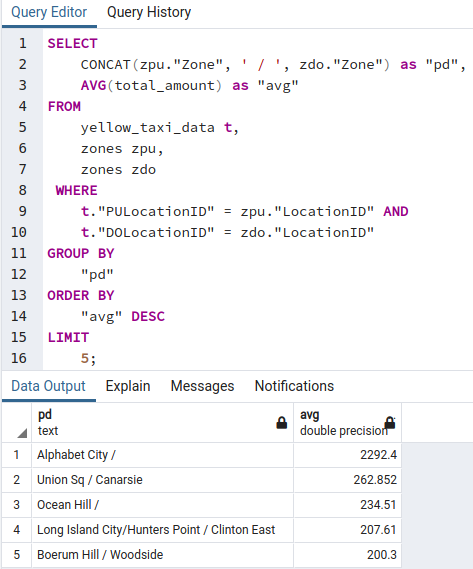 Query Editor Query History
1 SELECT
2 CONCAT(zpu."Zone", ' / ', zdo."Zone") as "pd",
3 AVG(total_amount) as "avg"
4 FROM
5 yellow_taxi_data t,
6 zones zpu,
7 zones zdo
8 WHERE
9 t."PULocationID" = zpu."LocationID" AND
10 t."DOLocationID" = zdo."LocationID"
11 GROUP BY
12 "pd"
13 ORDER BY
14 "avg" DESC
15 LIMIT
16 5;
Data Output Explain Messages Notifications
pd avg
text double precision
1 Alphabet City / 2292.4
2 Union Sq / Canarsie 262.852
3 Ocean Hill / 234.51
4 Long Island City/Hunters Point / Clinton East 207.61
5 Boerum Hill / Woodside 200.3